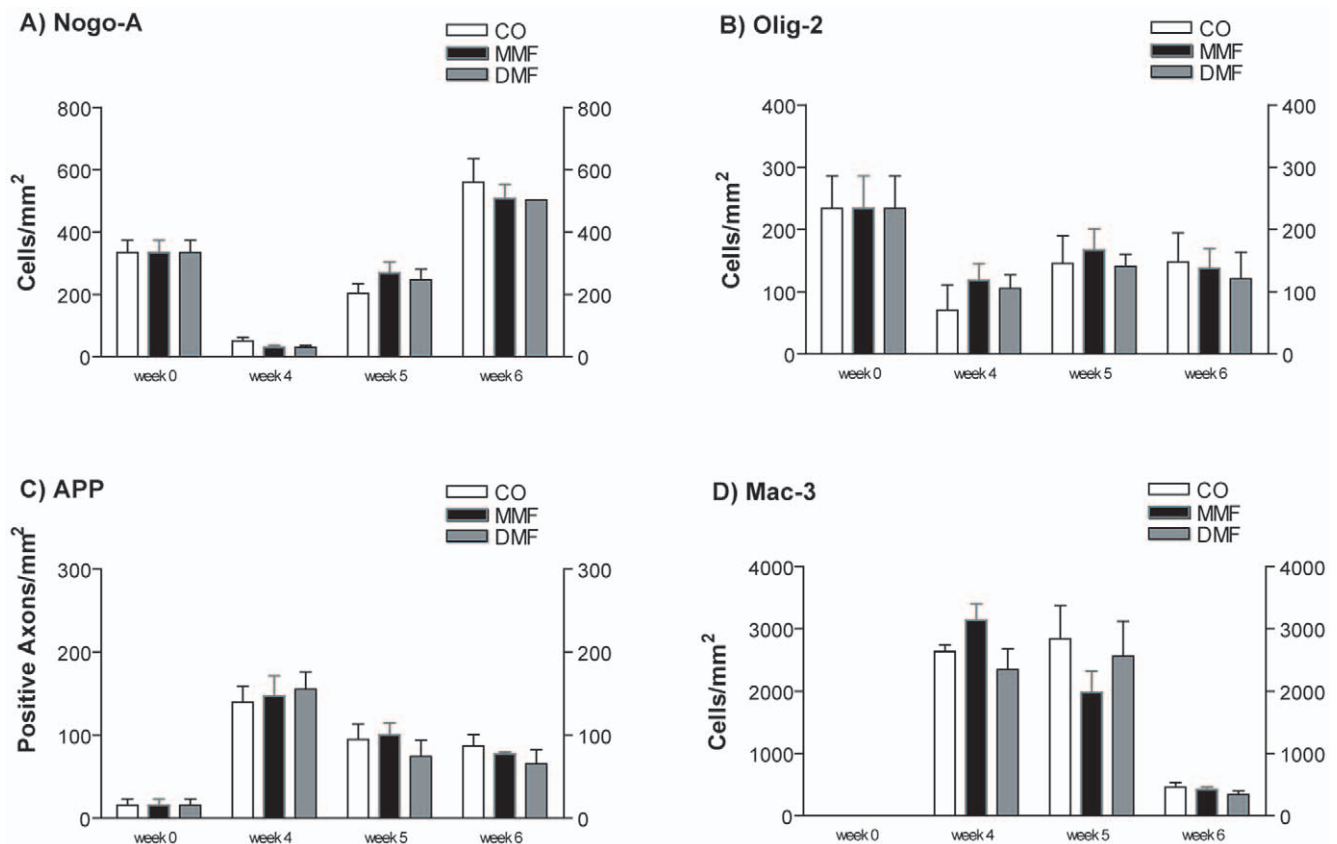 A) Nogo-A
CO
MMF
DMF
800 800
600 600
400 400
200 200
0 0
Cells/mm²
week 0 week 4 week 5 week 6
B) Olig-2
CO
MMF
DMF
400 400
300 300
200 200
100 100
0 0
Cells/mm²
week 0 week 4 week 5 week 6
C) APP
CO
MMF
DMF
300 300
200 200
100 100
0 0
Positive Axons/mm²
week 0 week 4 week 5 week 6
D) Mac-3
CO
MMF
DMF
4000 4000
3000 3000
2000 2000
1000 1000
0 0
Cells/mm²
week 0 week 4 week 5 week 6